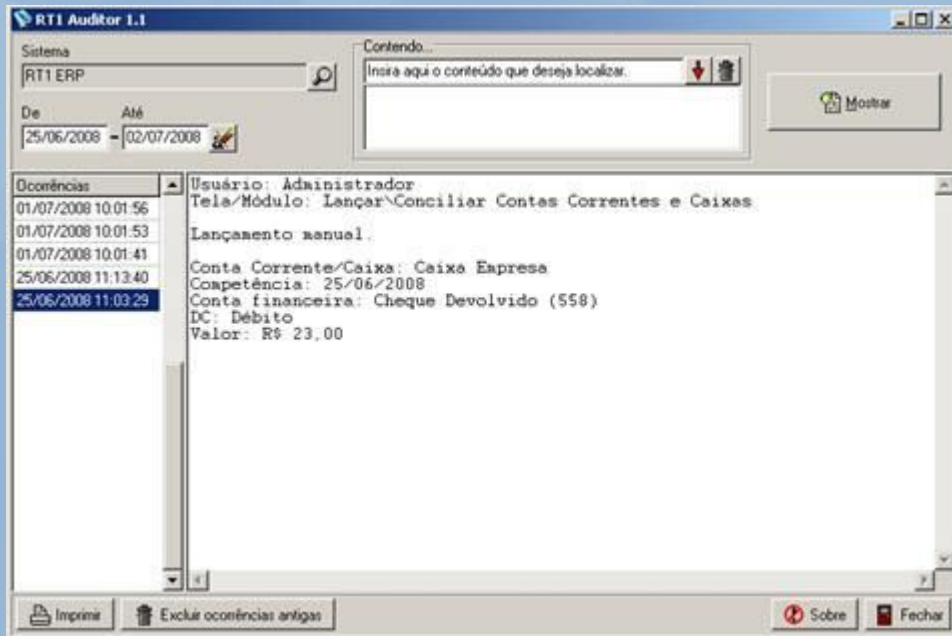 RT1 Auditor 1.1
Sistema
RT1 ERP
De
Até
25/06/2008 - 02/07/2008
Contendo...
Insira aqui o conteúdo que deseja localizar.
Mostrar
Ocorrências
01/07/2008 10:01:56
01/07/2008 10:01:53
01/07/2008 10:01:41
25/06/2008 11:13:40
25/06/2008 11:03:29
Usuário: Administrador
Tela/Módulo: Lançar\Conciliar Contas Correntes e Caixas
Lançamento manual.
Conta Corrente/Caixa: Caixa Empresa
Competência: 25/06/2008
Conta financeira: Cheque Devolvido (558)
DC: Débito
Valor: R$ 23,00
Imprimir
Excluir ocorrências antigas
Sobre
Fechar